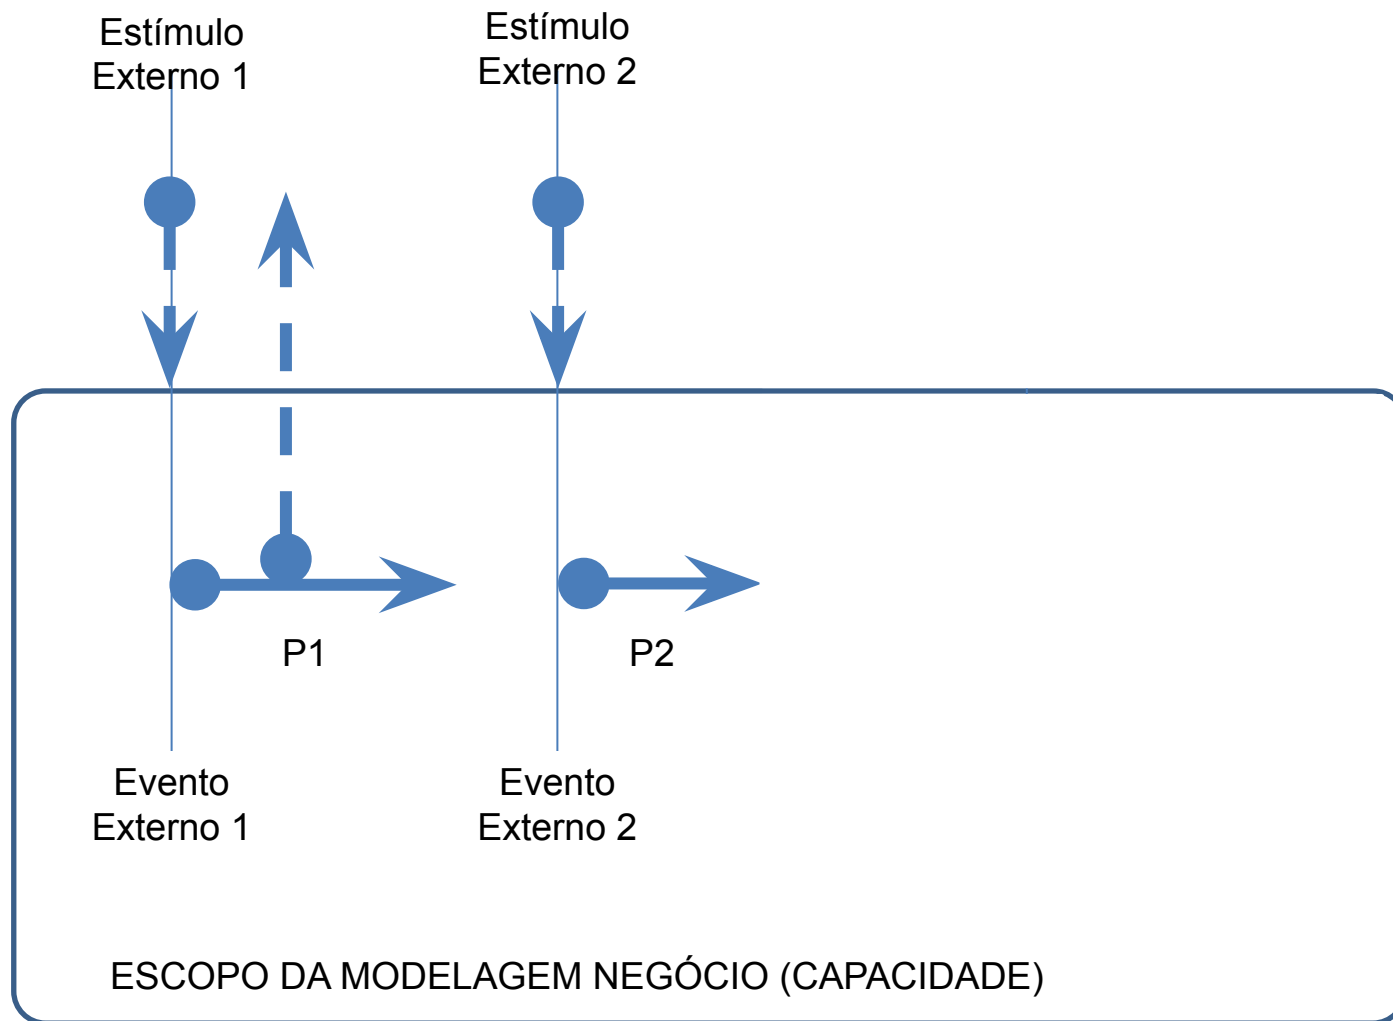 Estímulo
Externo 1
Estímulo
Externo 2
P1
P2
Evento
Externo 1
Evento
Externo 2
ESCOPO DA MODELAGEM NEGÓCIO (CAPACIDADE)